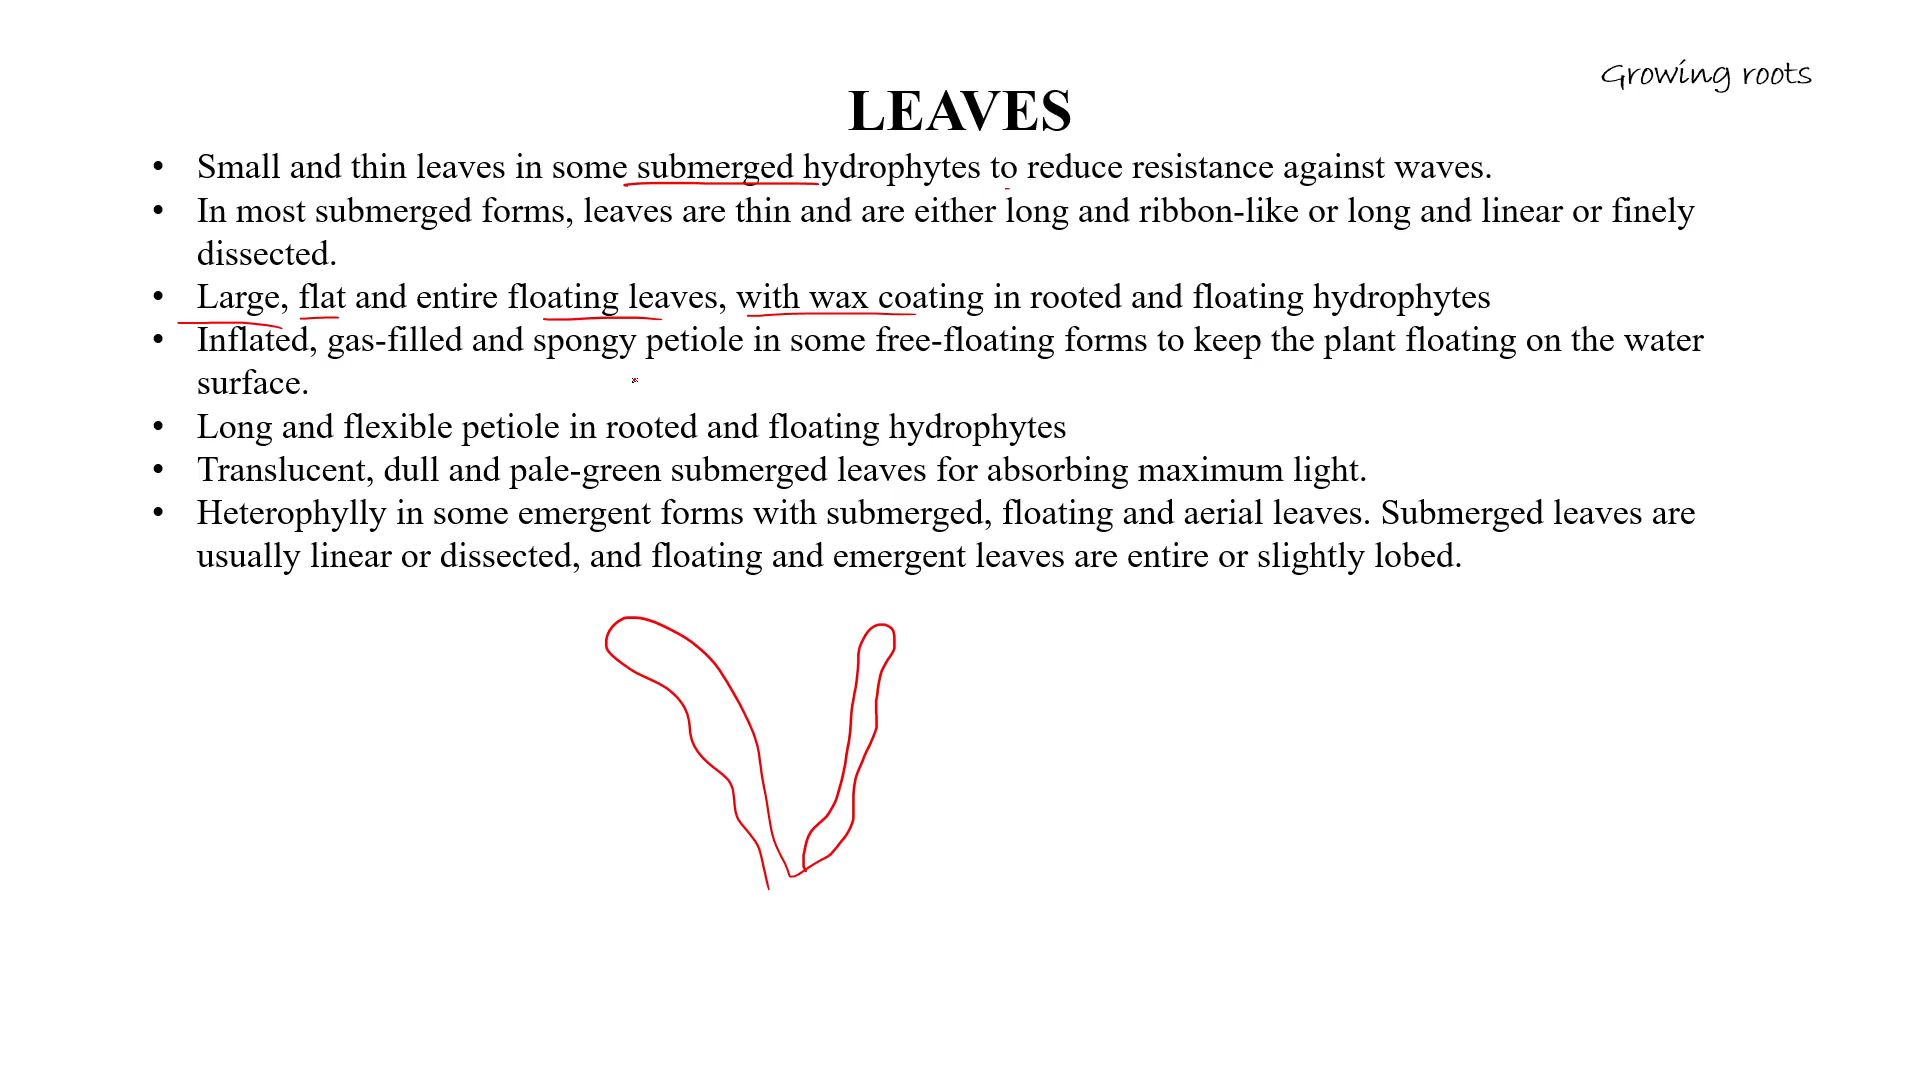 Growing roots
LEAVES
• Small and thin leaves in some submerged hydrophytes to reduce resistance against waves.
• In most submerged forms, leaves are thin and are either long and ribbon-like or long and linear or finely
dissected.
• Large, flat and entire floating leaves, with wax coating in rooted and floating hydrophytes
• Inflated, gas-filled and spongy petiole in some free-floating forms to keep the plant floating on the water
surface.
• Long and flexible petiole in rooted and floating hydrophytes
• Translucent, dull and pale-green submerged leaves for absorbing maximum light.
• Heterophylly in some emergent forms with submerged, floating and aerial leaves. Submerged leaves are
usually linear or dissected, and floating and emergent leaves are entire or slightly lobed.